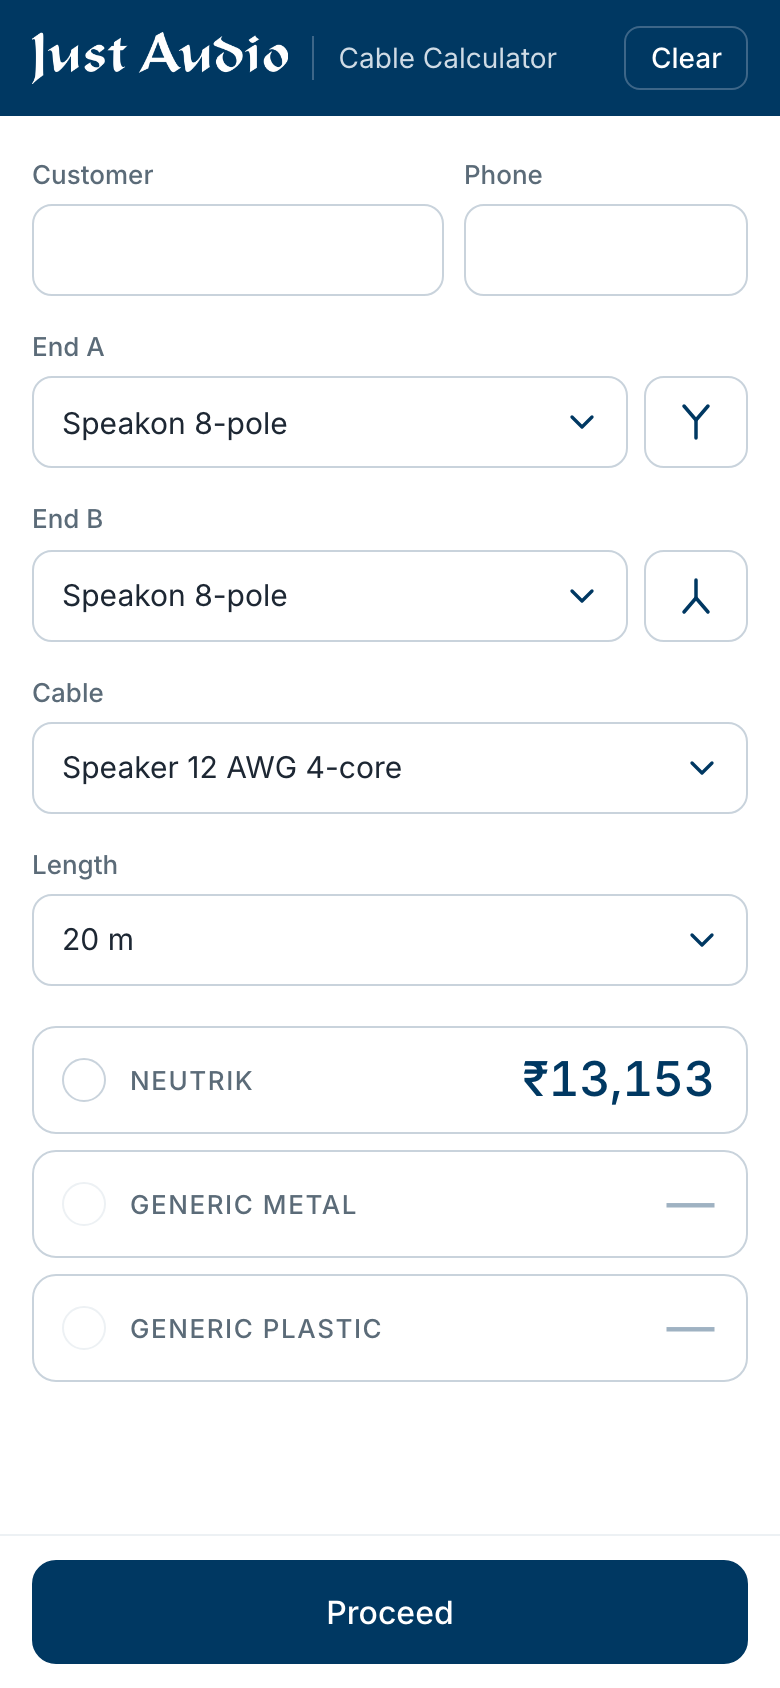 Just Audio
Cable Calculator
Clear
Customer
Phone
End A
Speakon 8-pole
End B
Speakon 8-pole
Cable
Speaker 12 AWG 4-core
Length
20 m
NEUTRIK
₹13,153
GENERIC METAL
—
GENERIC PLASTIC
—
Proceed